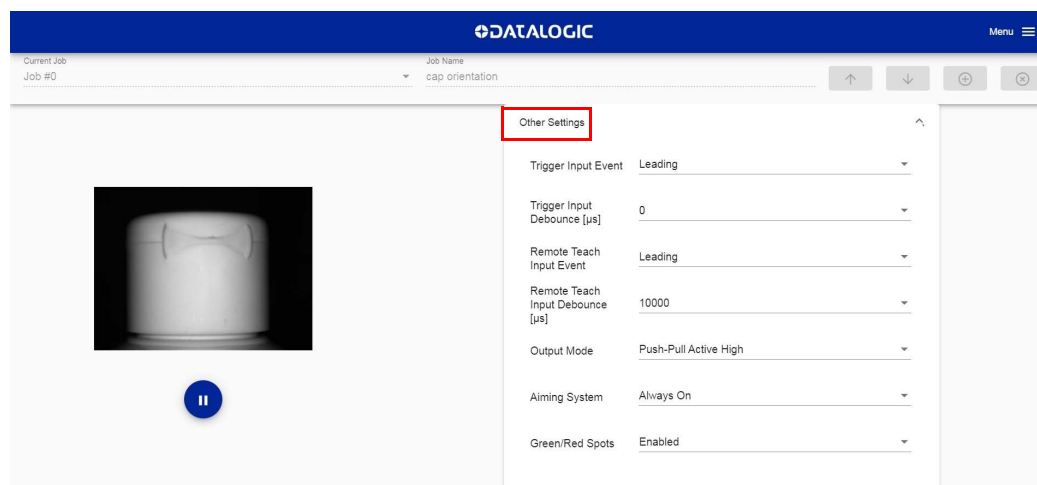 DATALOGIC
Menu
Current Job
Job #0
Job Name
cap orientation
Other Settings
Trigger Input Event
Leading
Trigger Input
Debounce [µs]
0
Remote Teach
Input Event
Leading
Remote Teach
Input Debounce
[µs]
10000
Output Mode
Push-Pull Active High
Aiming System
Always On
Green/Red Spots
Enabled